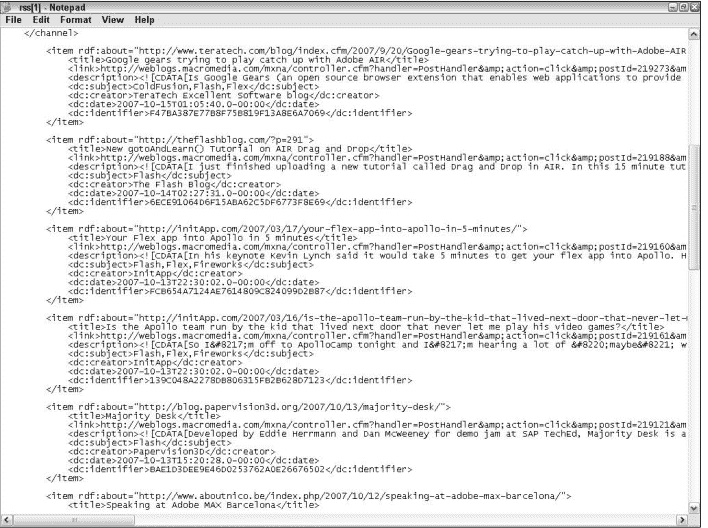 rss[1] - Notepad
File Edit Format View Help
</channel>
<item rdf:about="http://www.teratech.com/blog/index.cfm/2007/9/20/Google-gears-trying-to-play-catch-up-with-Adobe-AIR
<title>Google gears trying to play catch up with Adobe AIR</title>
<link>http://weblogs.macromedia.com/mxna/controller.cfm?handler=PostHandler&amp;action=click&amp;postId=219273&am
<description><![CDATA[Is Google Gears (an open source browser extension that enables web applications to provide
<dc:subject>ColdFusion,Flash,Flex</dc:subject>
<dc:creator>TeraTech Excellent Software blog</dc:creator>
<dc:date>2007-10-15T01:05:40.0-00:00</dc:date>
<dc:identifier>F47BA387E77B8F75B819F13A8E6A7069</dc:identifier>
</item>
<item rdf:about="http://theflashblog.com/?p=291">
<title>New gotoAndLearn() Tutorial on AIR Drag and Drop</title>
<link>http://weblogs.macromedia.com/mxna/controller.cfm?handler=PostHandler&amp;action=click&amp;postId=219188&am
<description><![CDATA[I just finished uploading a new tutorial called Drag and Drop in AIR. In this 15 minute tut
<dc:subject>Flash</dc:subject>
<dc:creator>The Flash Blog</dc:creator>
<dc:date>2007-10-14T02:27:31.0-00:00</dc:date>
<dc:identifier>6ECE91064D6F15ABA62C5DF6773F8E69</dc:identifier>
</item>
<item rdf:about="http://initApp.com/2007/03/17/your-flex-app-into-apollo-in-5-minutes/">
<title>Your Flex app into Apollo in 5 minutes</title>
<link>http://weblogs.macromedia.com/mxna/controller.cfm?handler=PostHandler&amp;action=click&amp;postId=219160&am
<description><![CDATA[In his keynote Kevin Lynch said it would take 5 minutes to get your flex app into Apollo. H
<dc:subject>Flash,Flex,Fireworks</dc:subject>
<dc:creator>InitApp</dc:creator>
<dc:date>2007-10-13T22:30:02.0-00:00</dc:date>
<dc:identifier>FCB654A7124AE7614809C824099D2B87</dc:identifier>
</item>
<item rdf:about="http://initApp.com/2007/03/16/is-the-apollo-team-run-by-the-kid-that-lived-next-door-that-never-let-
<title>Is the Apollo team run by the kid that lived next door that never let me play his video games?</title>
<link>http://weblogs.macromedia.com/mxna/controller.cfm?handler=PostHandler&amp;action=click&amp;postId=219161&am
<description><![CDATA[So I&#8217;m off to ApolloCamp tonight and I&#8217;m hearing a lot of &#8220;maybe&#8221; w
<dc:subject>Flash,Flex,Fireworks</dc:subject>
<dc:creator>InitApp</dc:creator>
<dc:date>2007-10-13T22:30:02.0-00:00</dc:date>
<dc:identifier>139C048A2278DB806315FB2B628D7123</dc:identifier>
</item>
<item rdf:about="http://blog.papervision3d.org/2007/10/13/majority-desk/">
<title>Majority Desk</title>
<link>http://weblogs.macromedia.com/mxna/controller.cfm?handler=PostHandler&amp;action=click&amp;postId=219121&am
<description><![CDATA[Developed by Eddie Herrmann and Dan McWeeney for demo jam at SAP TechEd, Majority Desk is a
<dc:subject>Flash</dc:subject>
<dc:creator>Papervision3D</dc:creator>
<dc:date>2007-10-13T15:20:28.0-00:00</dc:date>
<dc:identifier>BAE1D3DEE9E46D0253762A0E26676502</dc:identifier>
</item>
<item rdf:about="http://www.aboutnico.be/index.php/2007/10/12/speaking-at-adobe-max-barcelona/">
<title>Speaking at Adobe MAX Barcelona</title>